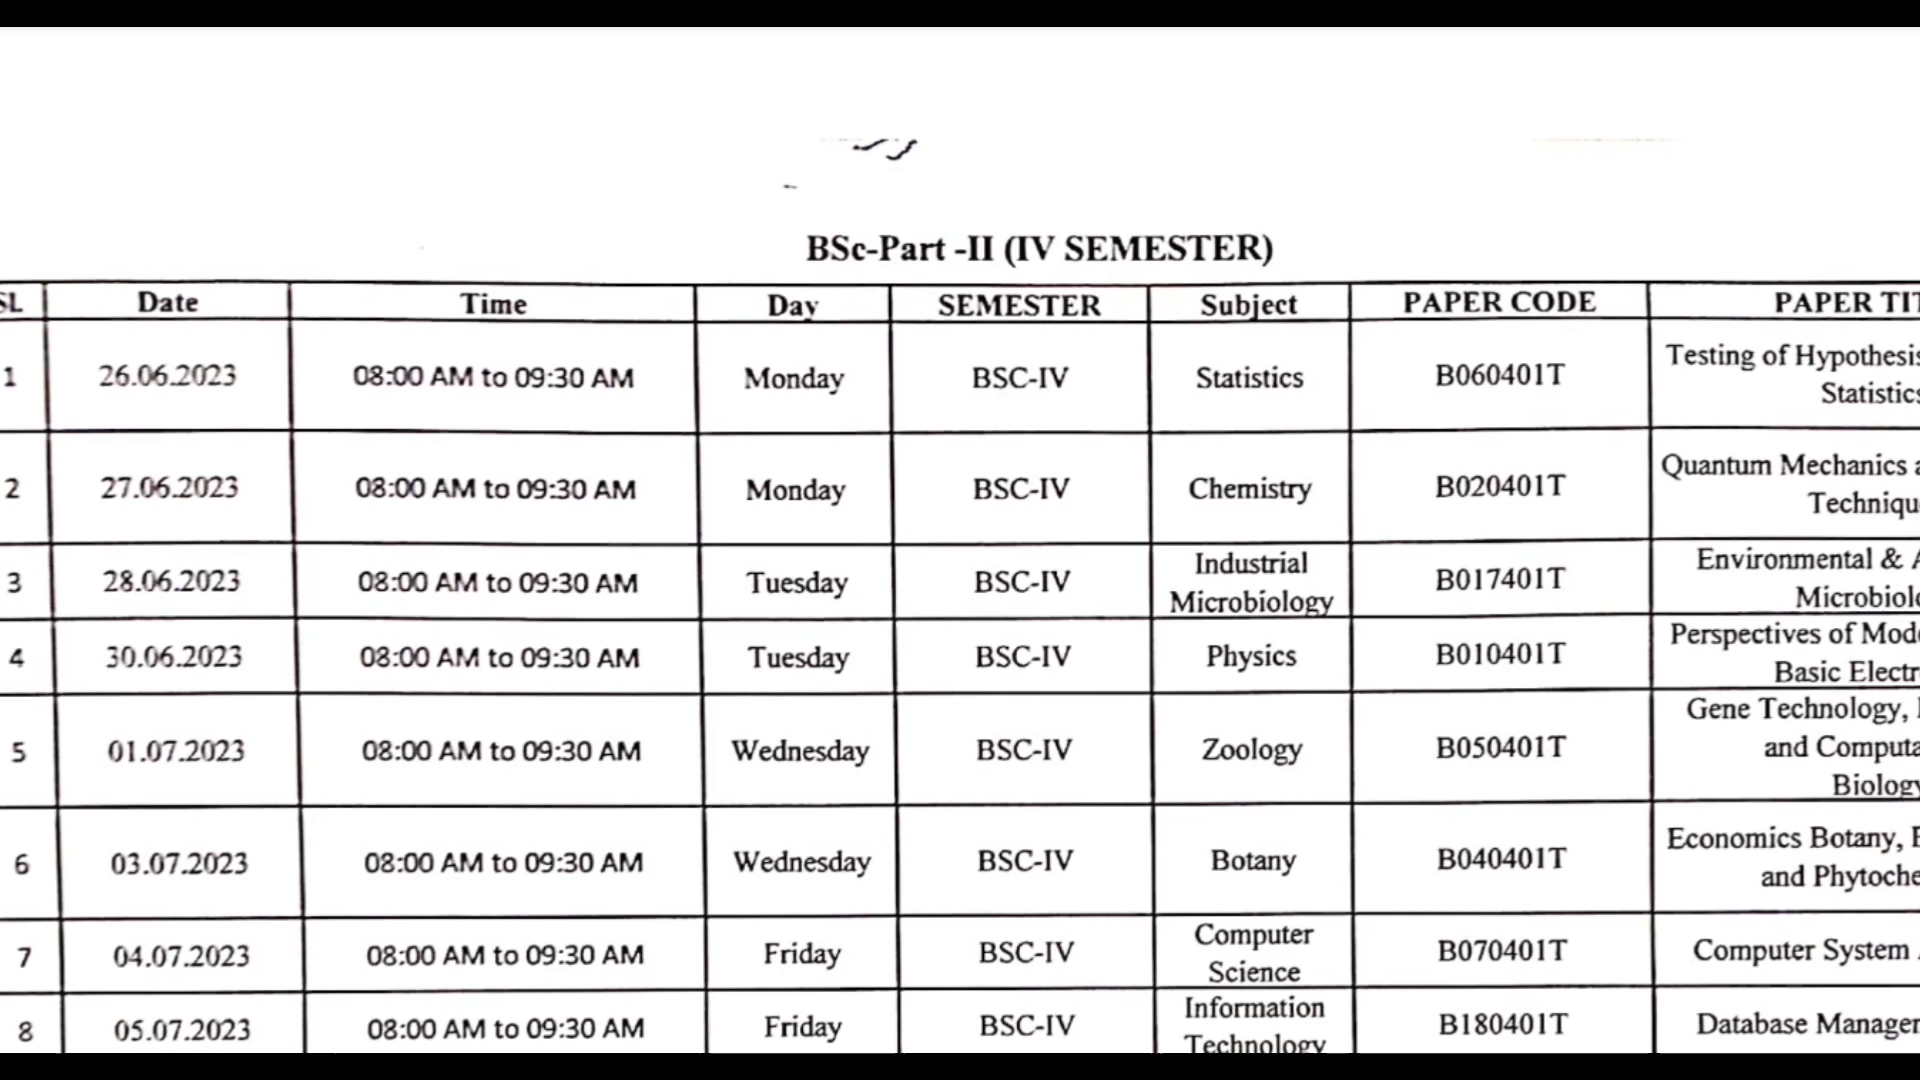 BSc-Part -II (IV SEMESTER)
SL Date Time Day SEMESTER Subject PAPER CODE PAPER TIT
1 26.06.2023 08:00 AM to 09:30 AM Monday BSC-IV Statistics B060401T Testing of Hypothesis
Statistics
2 27.06.2023 08:00 AM to 09:30 AM Monday BSC-IV Chemistry B020401T Quantum Mechanics a
Techniqu
3 28.06.2023 08:00 AM to 09:30 AM Tuesday BSC-IV Industrial Microbiology B017401T Environmental & A
Microbiolo
4 30.06.2023 08:00 AM to 09:30 AM Tuesday BSC-IV Physics B010401T Perspectives of Mode
Basic Electr
5 01.07.2023 08:00 AM to 09:30 AM Wednesday BSC-IV Zoology B050401T Gene Technology,
and Computa
Biology
6 03.07.2023 08:00 AM to 09:30 AM Wednesday BSC-IV Botany B040401T Economics Botany, E
and Phytoche
7 04.07.2023 08:00 AM to 09:30 AM Friday BSC-IV Computer Science B070401T Computer System
8 05.07.2023 08:00 AM to 09:30 AM Friday BSC-IV Information Technology B180401T Database Manager